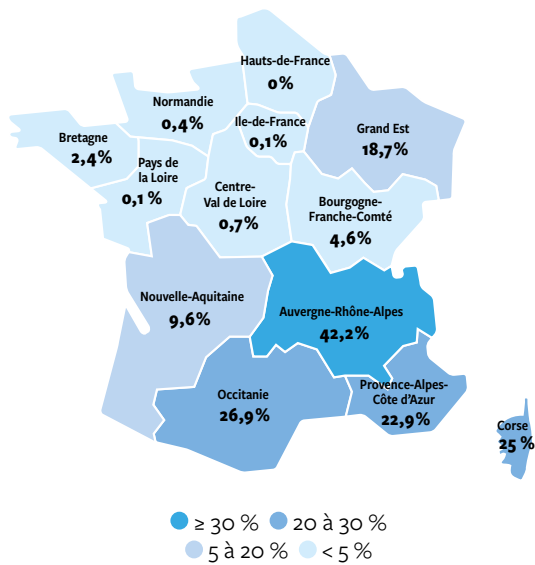 Hauts-de-France
0%
Normandie
0,4%
Ile-de-France
0,1%
Grand Est
18,7%
Bretagne
2,4%
Pays de
la Loire
0,1 %
Centre-
Val de Loire
0,7%
Bourgogne-
Franche-Comté
4,6%
Nouvelle-Aquitaine
9,6%
Auvergne-Rhône-Alpes
42,2%
Occitanie
26,9%
Provence-Alpes-
Côte d'Azur
22,9%
Corse
25 %
≥ 30 % 20 à 30 %
5 à 20 % < 5 %